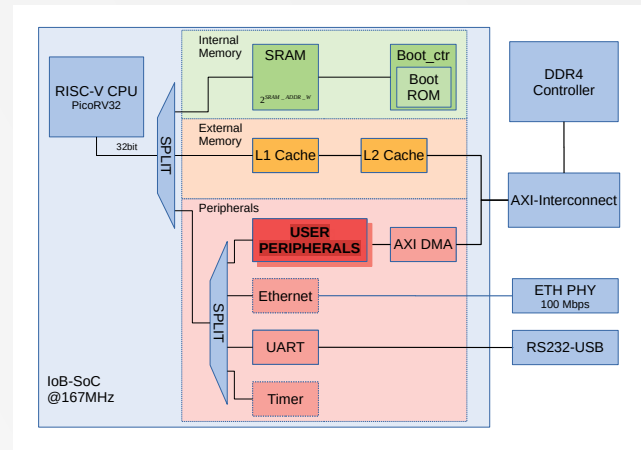 Internal
Memory
SRAM
2^SRAM_ADDR_W
Boot_ctr
Boot
ROM
RISC-V CPU
PicoRV32
32bit
SPLIT
DDR4
Controller
External
Memory
L1 Cache
L2 Cache
AXI-Interconnect
Peripherals
USER
PERIPHERALS
AXI DMA
SPLIT
Ethernet
ETH PHY
100 Mbps
UART
RS232-USB
Timer
IoB-SoC
@167MHz